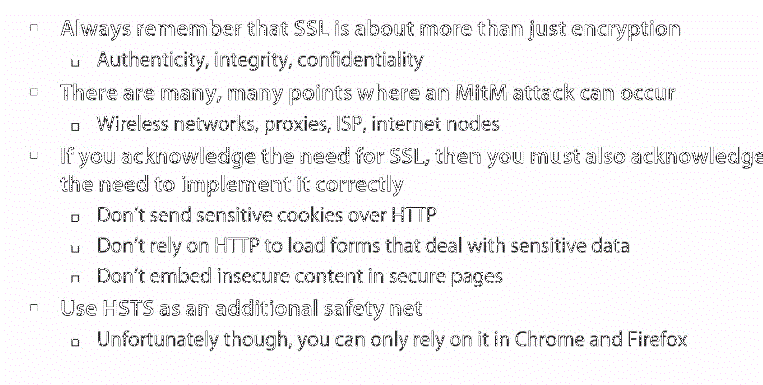 Always remember that SSL is about more than just encryption
Authenticity, integrity, confidentiality
There are many, many points where an MitM attack can occur
Wireless networks, proxies, ISP, internet nodes
If you acknowledge the need for SSL, then you must also acknowledge
the need to implement it correctly
Don't send sensitive cookies over HTTP
Don't rely on HTTP to load forms that deal with sensitive data
Don't embed insecure content in secure pages
Use HSTS as an additional safety net
Unfortunately though, you can only rely on it in Chrome and Firefox